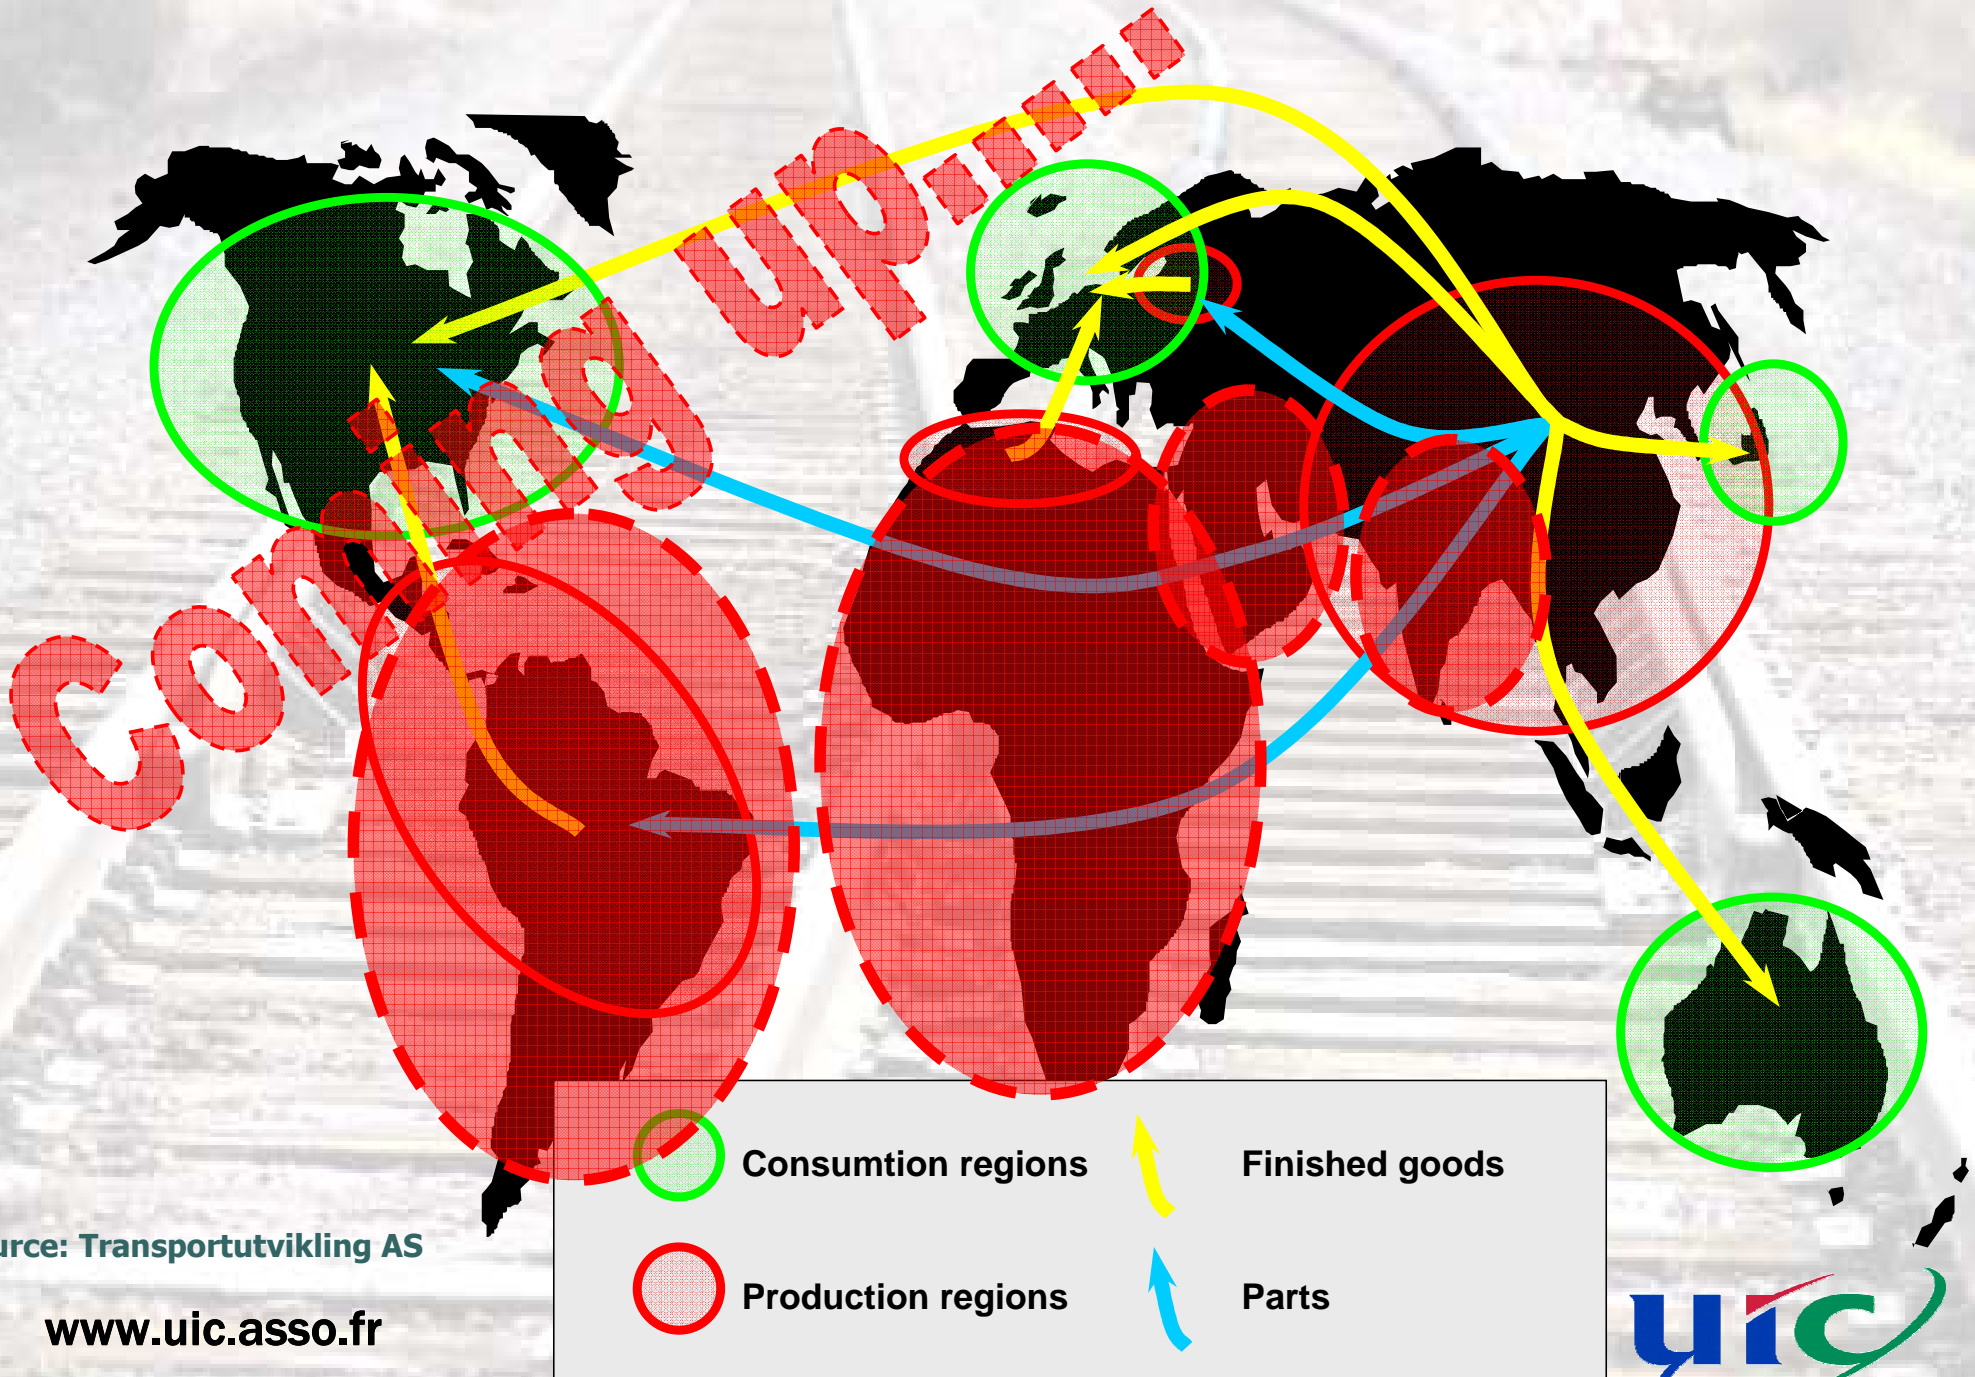 Coming up......
Consumtion regions
Finished goods
Production regions
Parts
urce: Transportutvikling AS
www.uic.asso.fr
uic